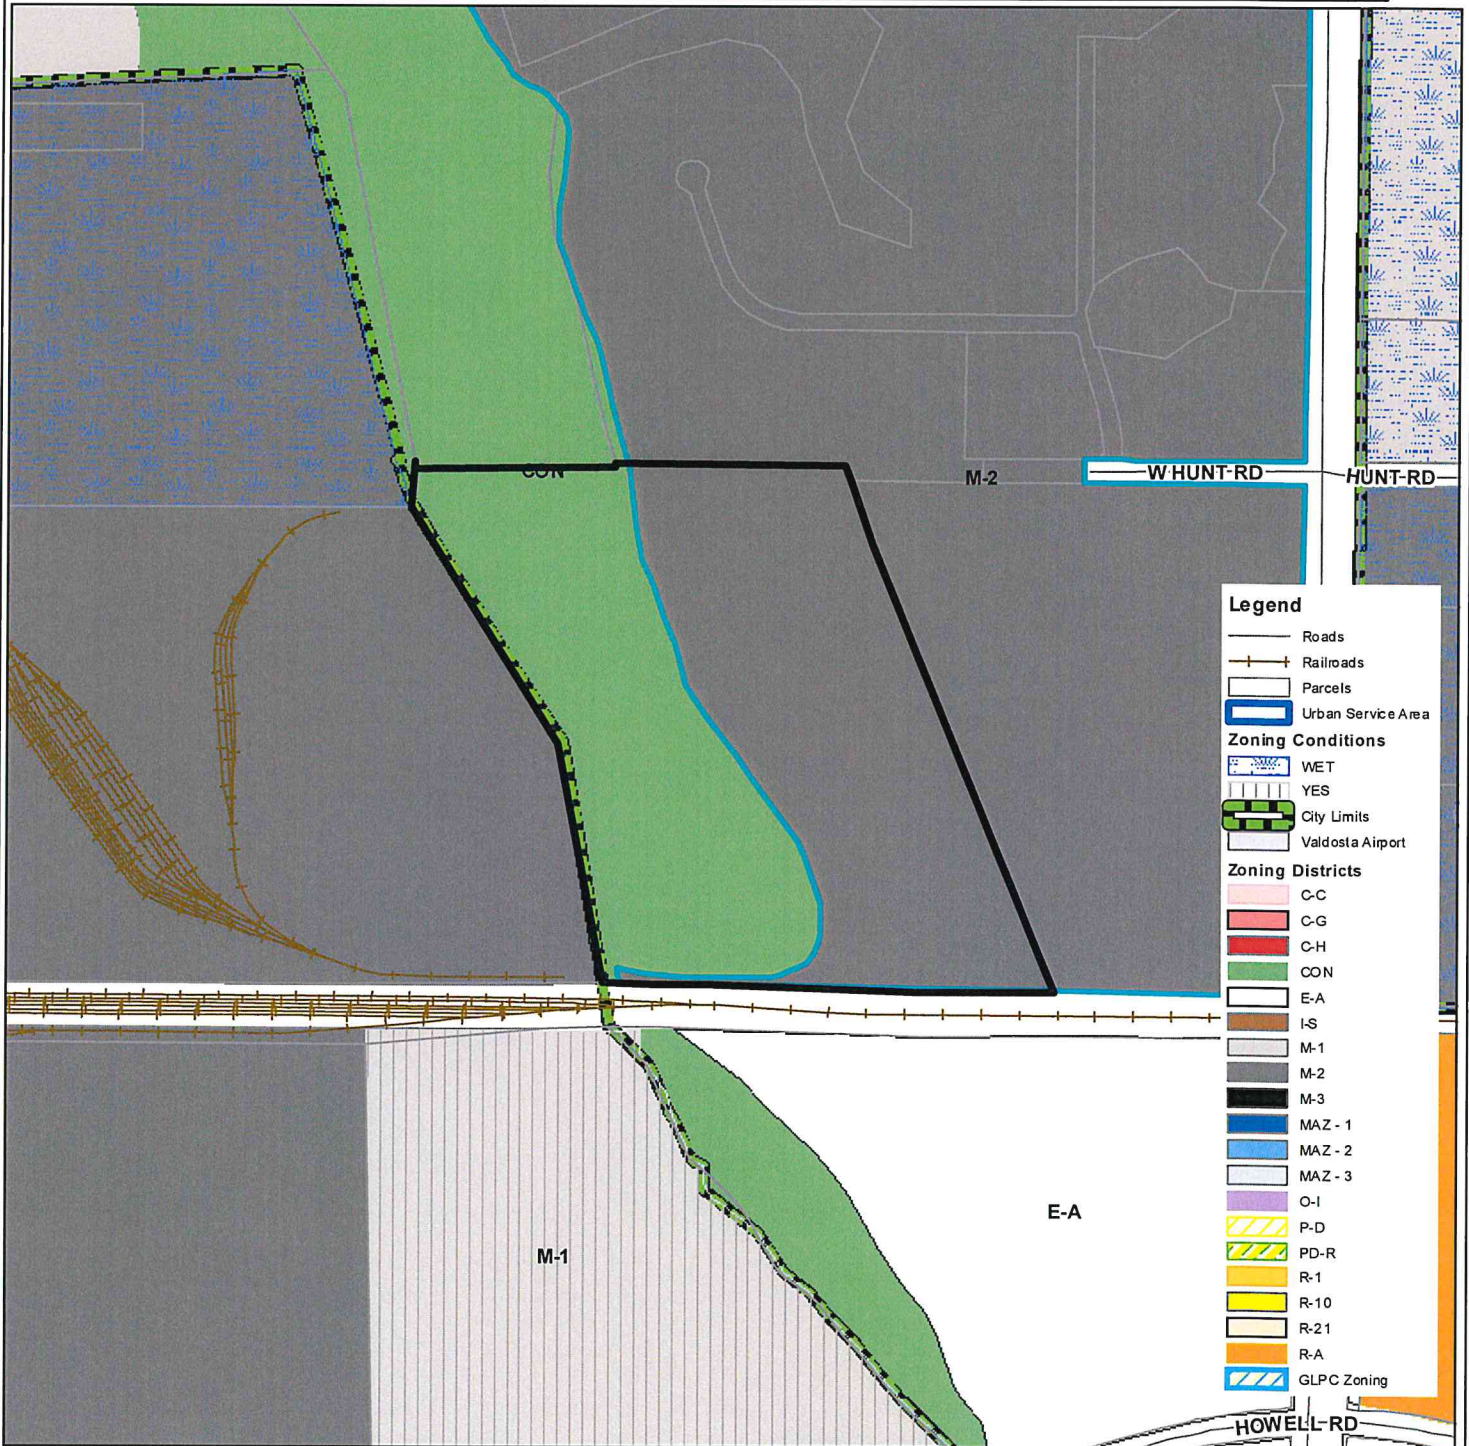 CON
M-2
W HUNT RD
HUNT RD
M-1
E-A
HOWELL RD
Legend
Roads
Railroads
Parcels
Urban Service Area
Zoning Conditions
WET
YES
City Limits
Valdosta Airport
Zoning Districts
C-C
C-G
C-H
CON
E-A
I-S
M-1
M-2
M-3
MAZ - 1
MAZ - 2
MAZ - 3
O-I
P-D
PD-R
R-1
R-10
R-21
R-A
GLPC Zoning